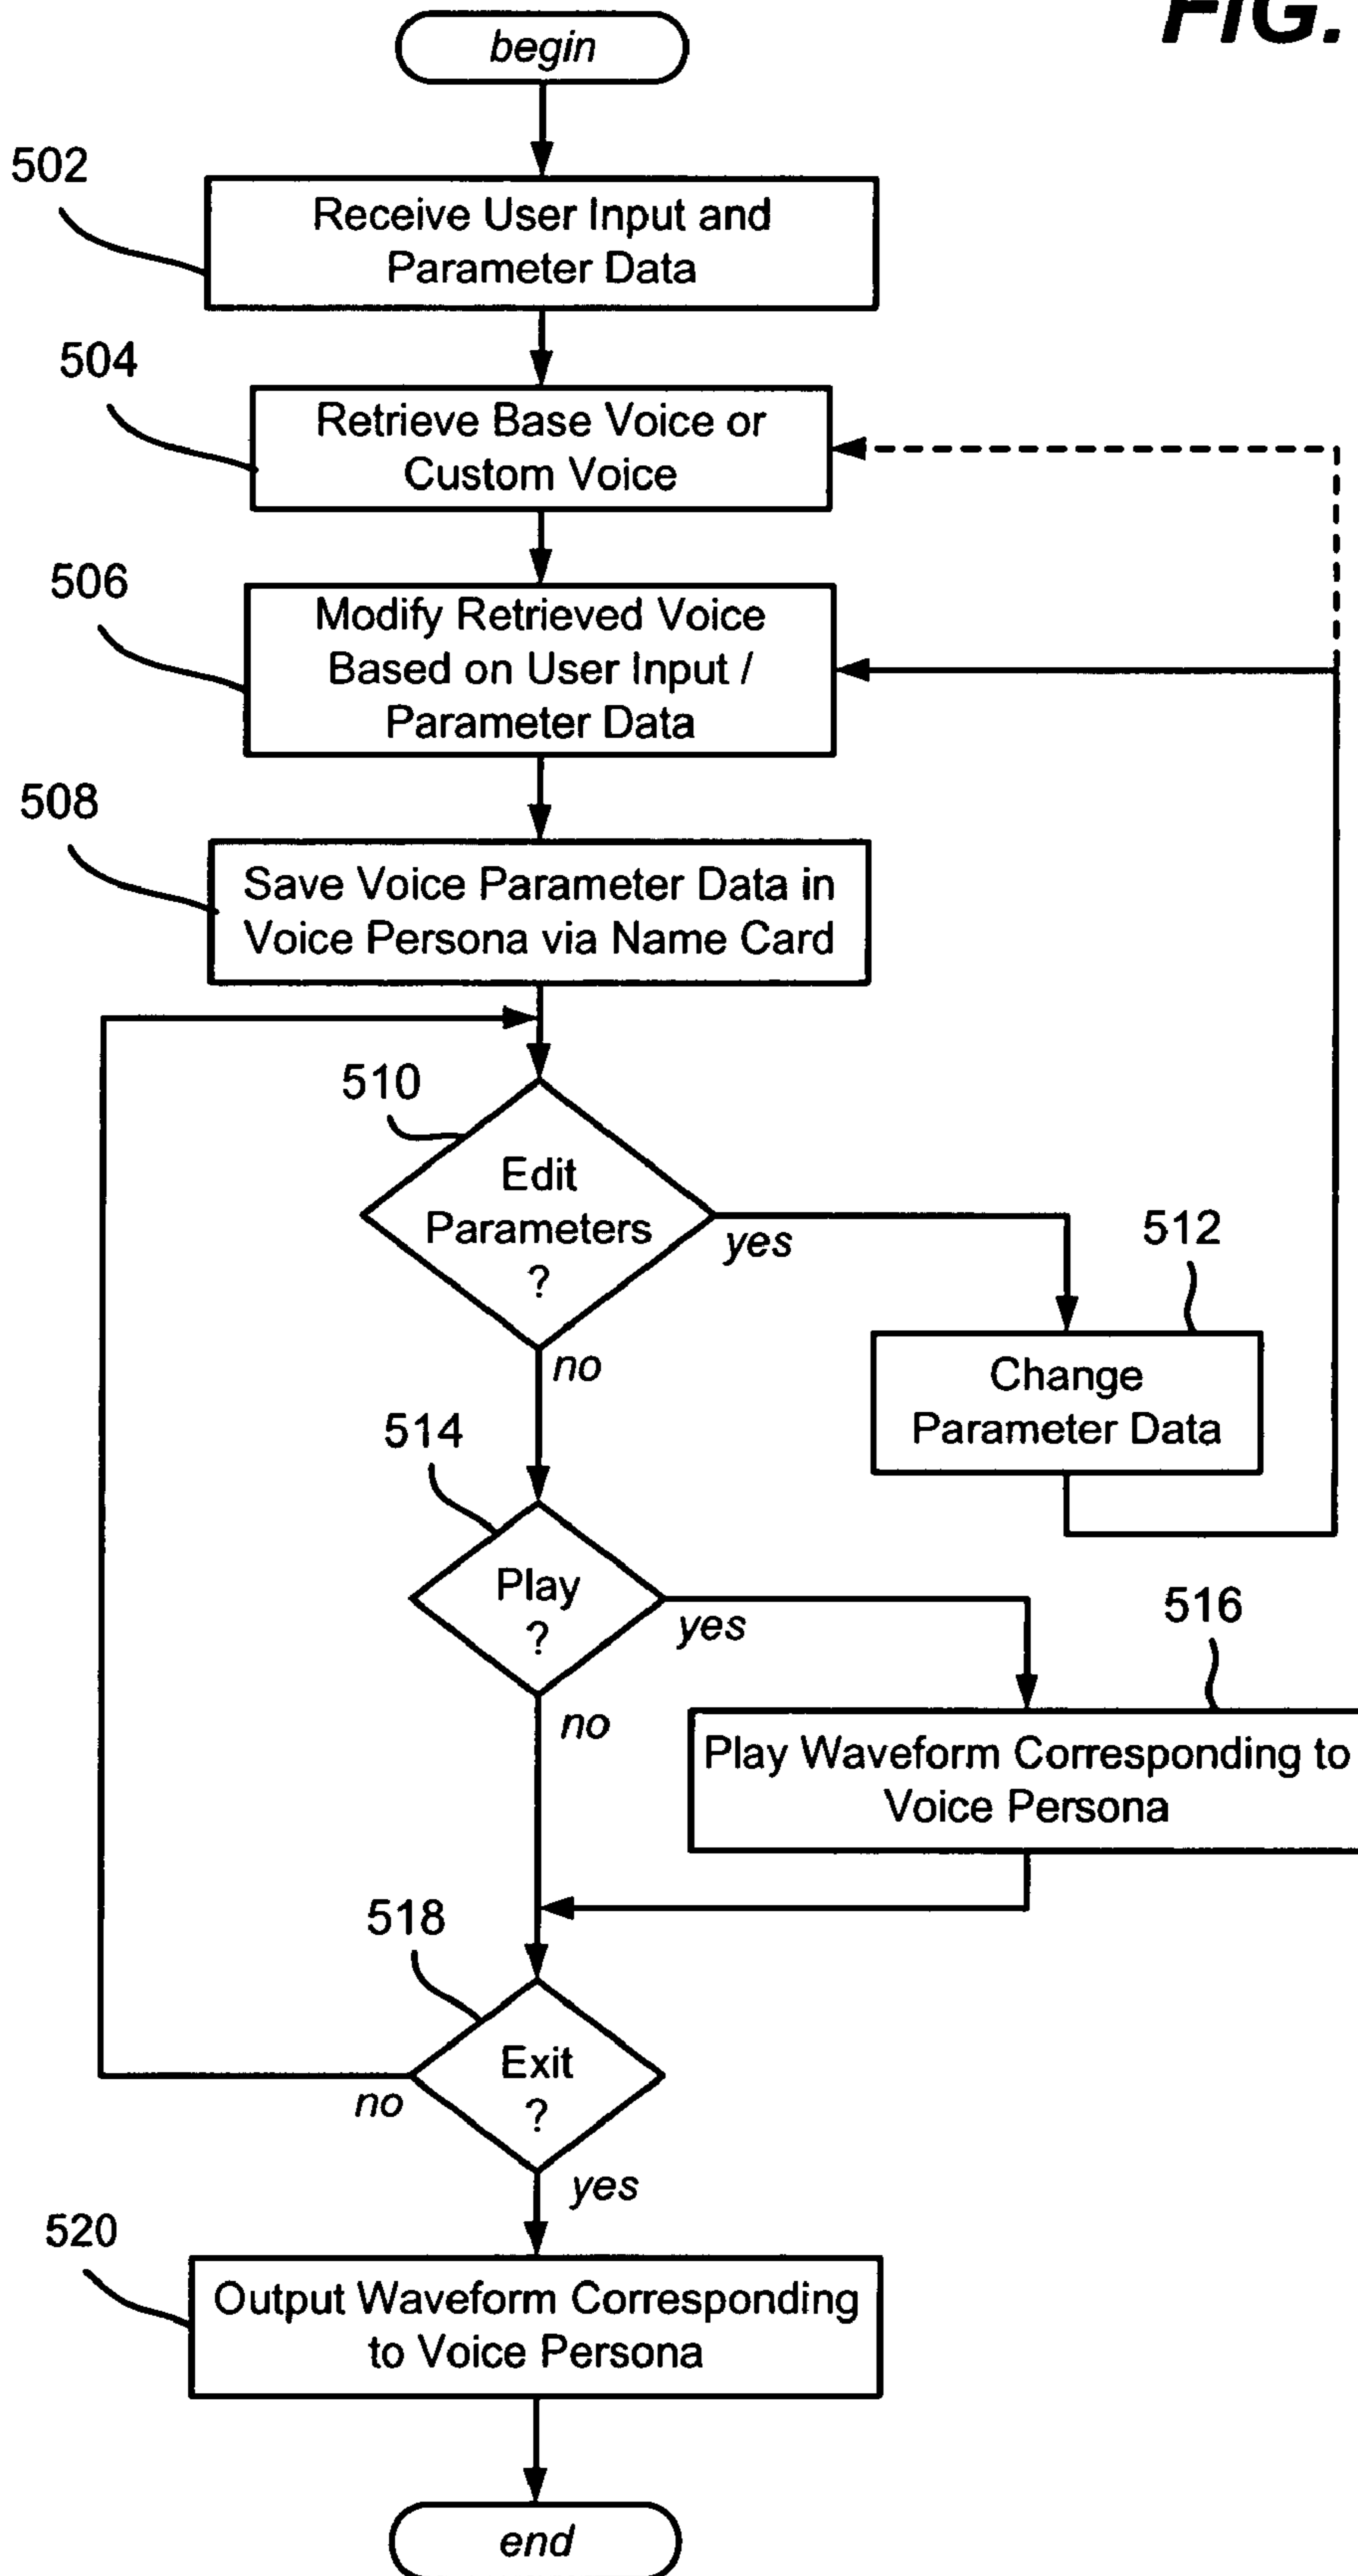 FIG.
begin
502
Receive User Input and
Parameter Data
504
Retrieve Base Voice or
Custom Voice
506
Modify Retrieved Voice
Based on User Input /
Parameter Data
508
Save Voice Parameter Data in
Voice Persona via Name Card
510
Edit
Parameters
?
yes
no
512
Change
Parameter Data
514
Play
?
yes
no
516
Play Waveform Corresponding to
Voice Persona
518
Exit
?
no
yes
520
Output Waveform Corresponding
to Voice Persona
end